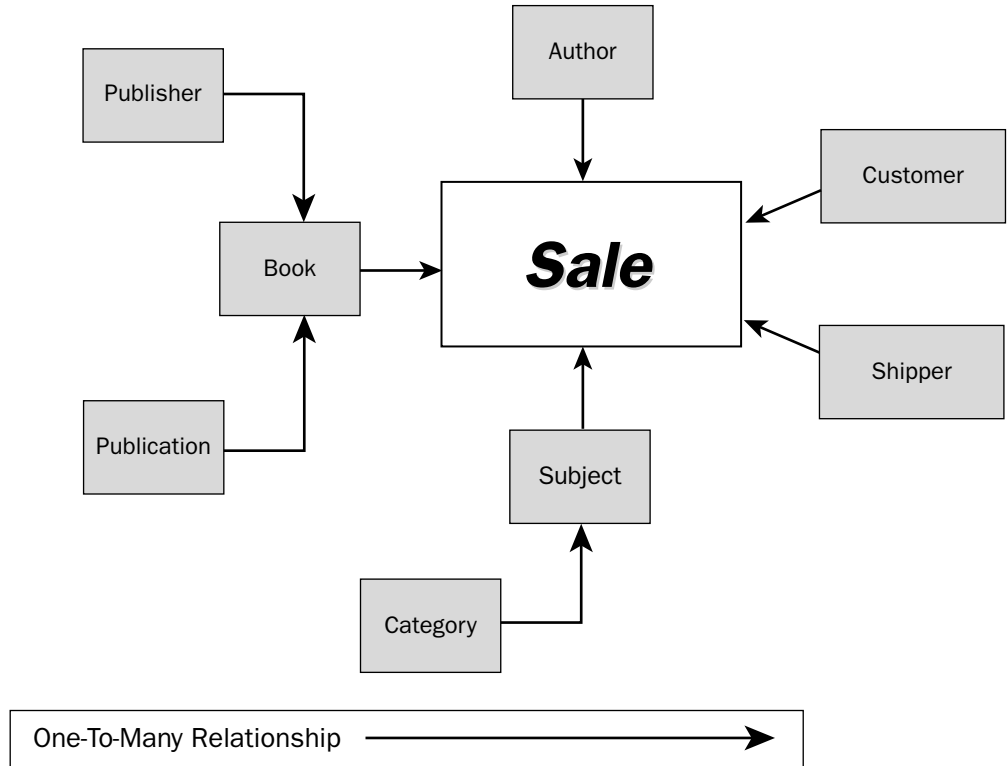 Author
Publisher
Customer
Book
Sale
Shipper
Publication
Subject
Category
One-To-Many Relationship